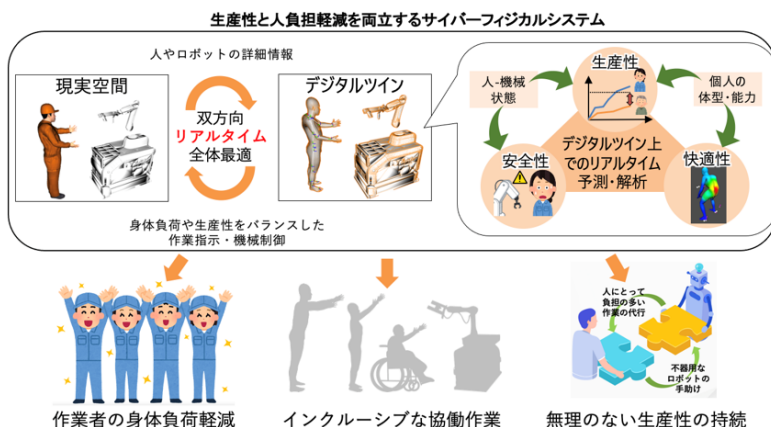 生産性と人負担軽減を両立するサイバーフィジカルシステム
人やロボットの詳細情報
現実空間
双方向
リアルタイム
全体最適
デジタルツイン
身体負荷や生産性をバランスした
作業指示・機械制御
生産性
人-機械
状態
個人の
体型・能力
安全性
デジタルツイン上
でのリアルタイム
予測・解析
快適性
作業者の身体負荷軽減
インクルーシブな協働作業
人にとって
負担の多い
作業の代行
不器用な
ロボットの
手助け
無理のない生産性の持続